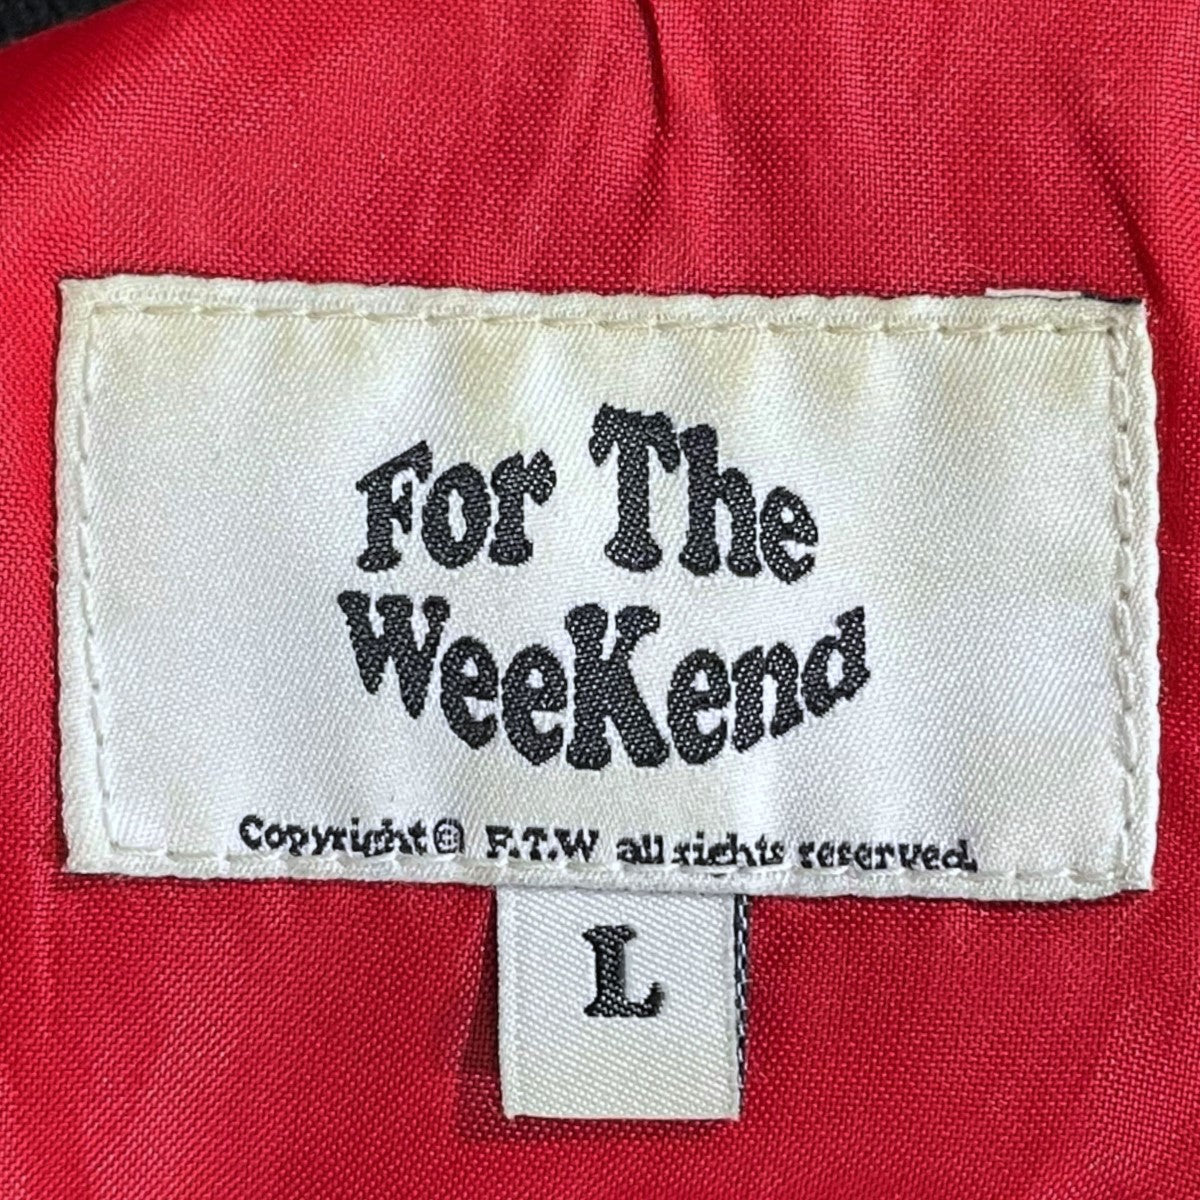 For The
WeeKend
Copyright© F.T.W all rights reserved.
L